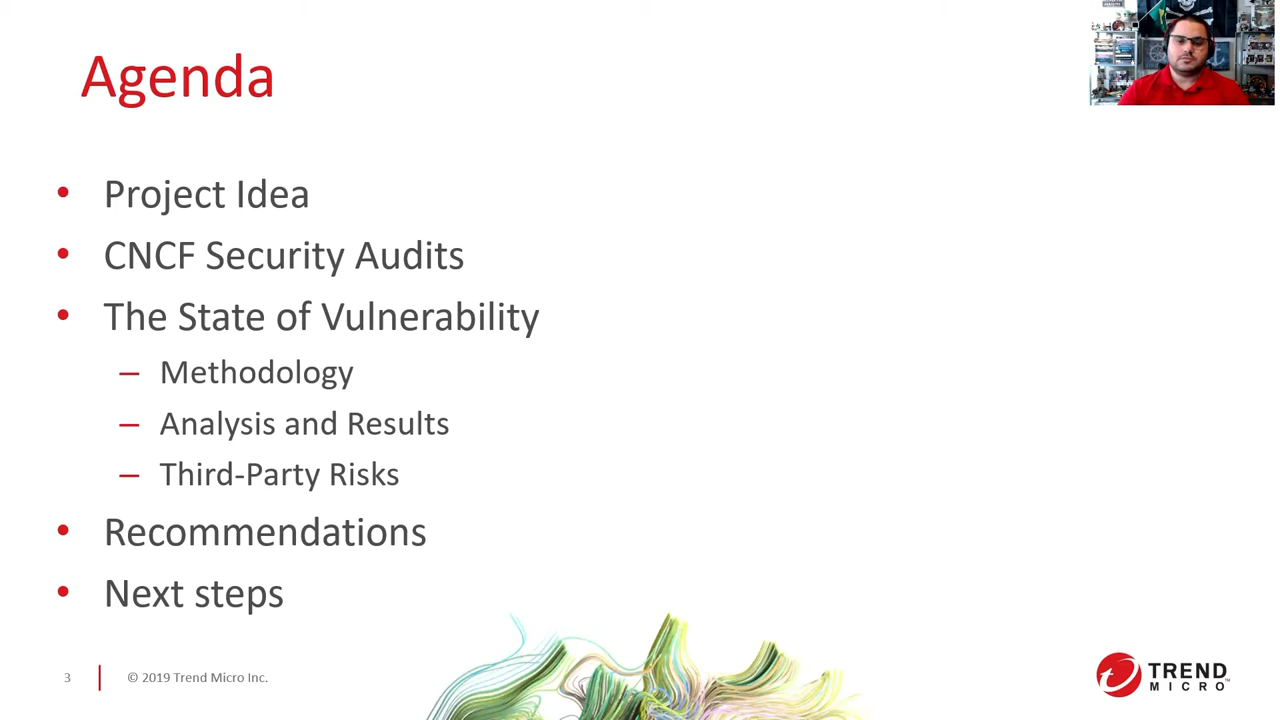 Agenda
• Project Idea
• CNCF Security Audits
• The State of Vulnerability
– Methodology
– Analysis and Results
– Third-Party Risks
• Recommendations
• Next steps
3
© 2019 Trend Micro Inc.
TREND
MICRO™